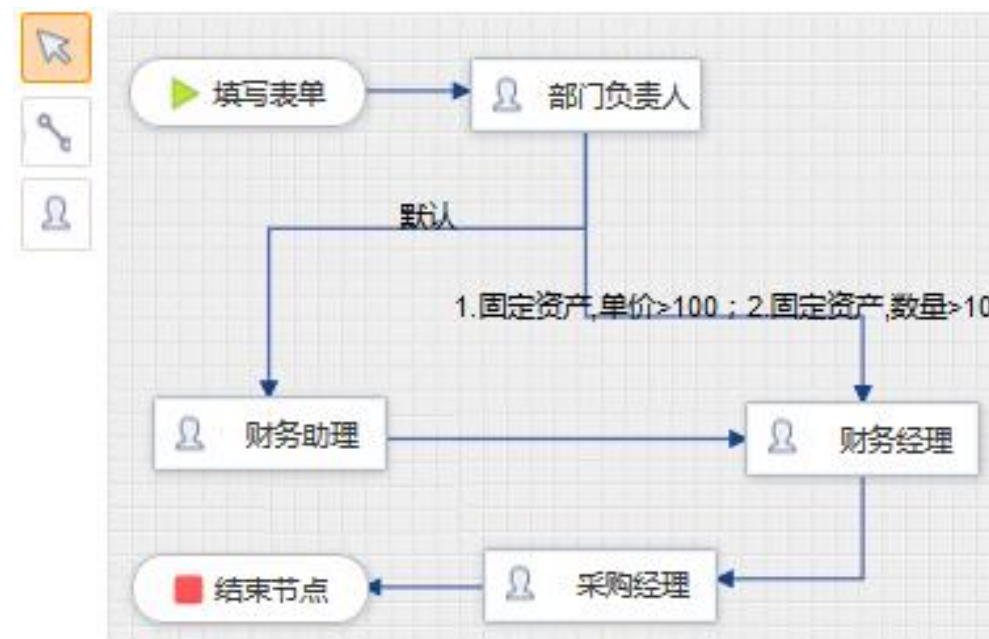 填写表单
部门负责人
默认
1.固定资产,单价>100；2.固定资产,数量>10
财务助理
财务经理
采购经理
结束节点